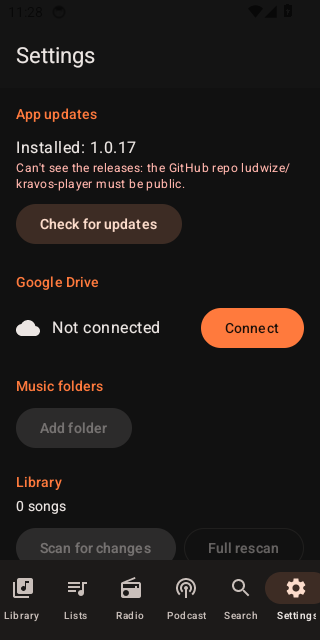 11:28
Settings
App updates
Installed: 1.0.17
Can't see the releases: the GitHub repo ludwize/
kravos-player must be public.
Check for updates
Google Drive
Not connected
Connect
Music folders
Add folder
Library
0 songs
Scan for changes
Full rescan
Library
Lists
Radio
Podcast
Search
Settings